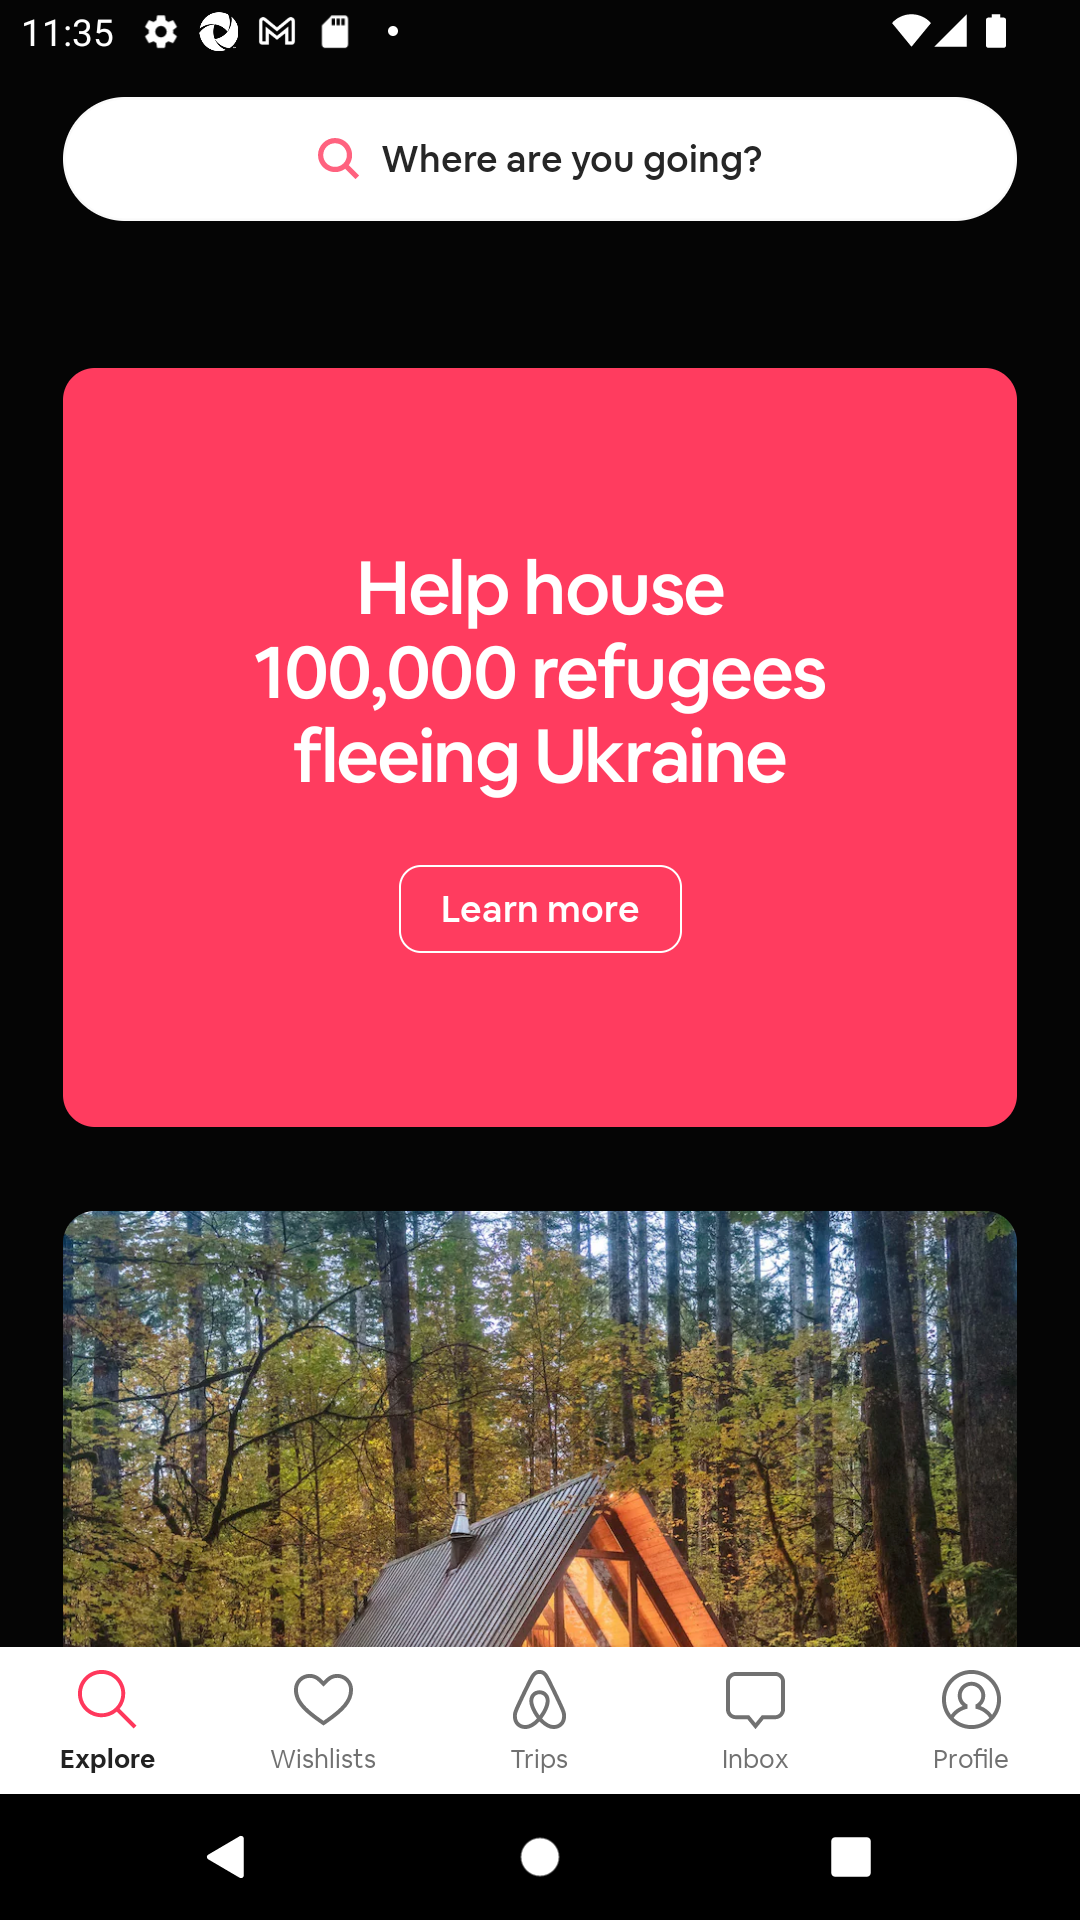 11:35
Where are you going?
Help house
100,000 refugees
fleeing Ukraine
Learn more
Explore
Wishlists
Trips
Inbox
Profile